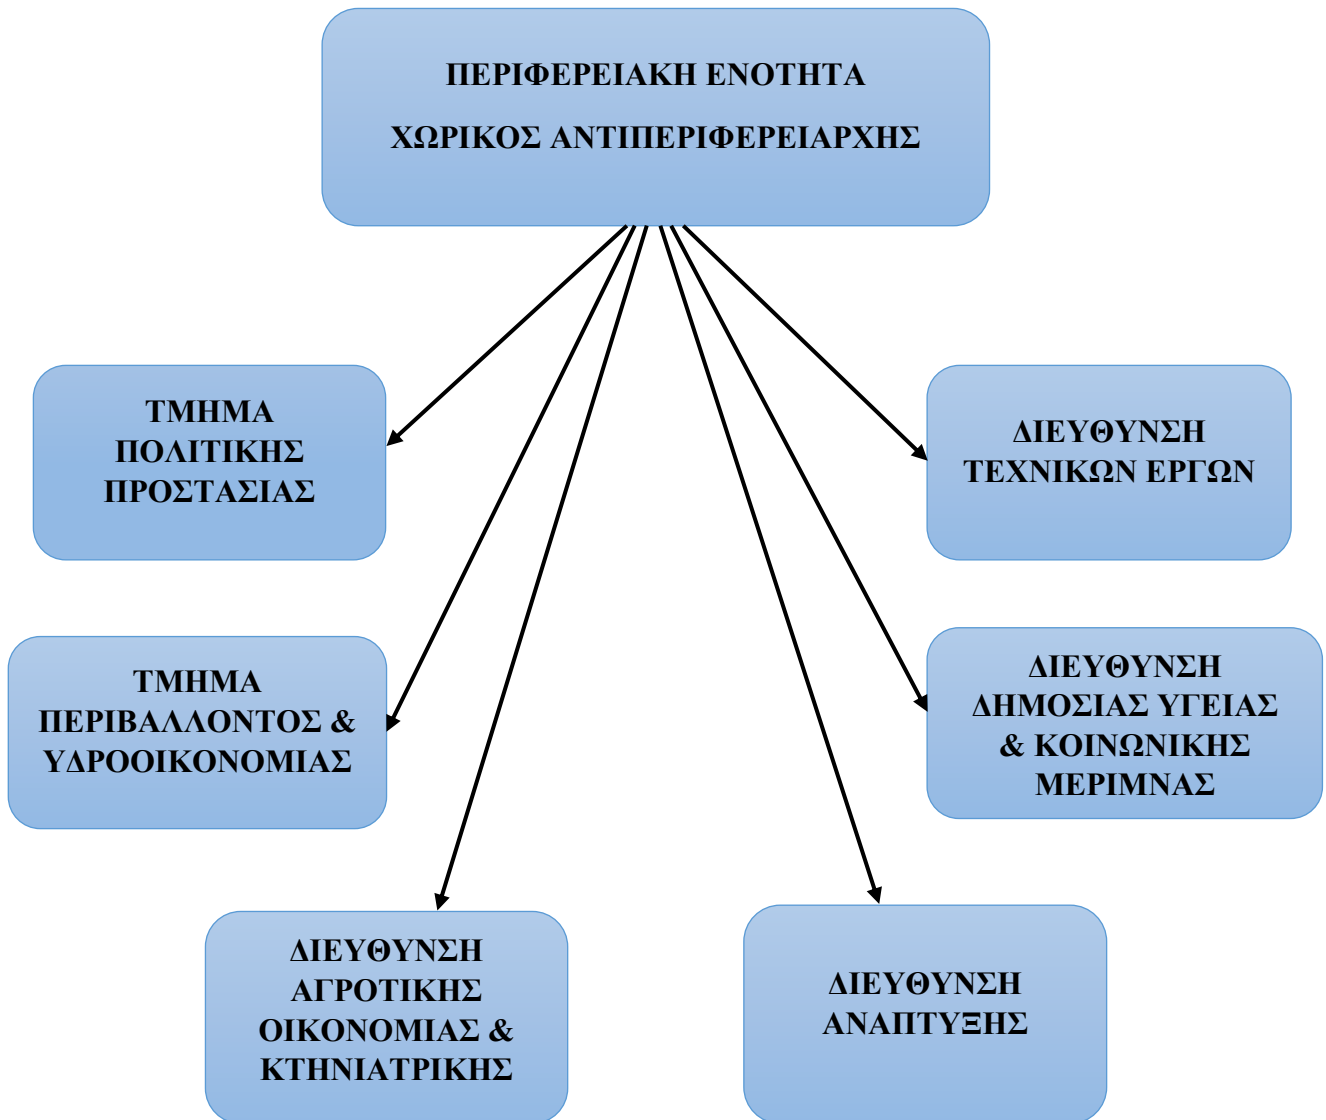 ΠΕΡΙΦΕΡΕΙΑΚΗ ΕΝΟΤΗΤΑ
ΧΩΡΙΚΟΣ ΑΝΤΙΠΕΡΙΦΕΡΕΙΑΡΧΗΣ
ΤΜΗΜΑ
ΠΟΛΙΤΙΚΗΣ
ΠΡΟΣΤΑΣΙΑΣ
ΔΙΕΥΘΥΝΣΗ
ΤΕΧΝΙΚΩΝ ΕΡΓΩΝ
ΤΜΗΜΑ
ΠΕΡΙΒΑΛΛΟΝΤΟΣ &
ΥΔΡΟΟΙΚΟΝΟΜΙΑΣ
ΔΙΕΥΘΥΝΣΗ
ΔΗΜΟΣΙΑΣ ΥΓΕΙΑΣ
& ΚΟΙΝΩΝΙΚΗΣ
ΜΕΡΙΜΝΑΣ
ΔΙΕΥΘΥΝΣΗ
ΑΓΡΟΤΙΚΗΣ
ΟΙΚΟΝΟΜΙΑΣ &
ΚΤΗΝΙΑΤΡΙΚΗΣ
ΔΙΕΥΘΥΝΣΗ
ΑΝΑΠΤΥΞΗΣ